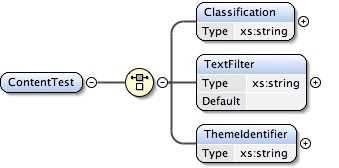 Classification
Type xs:string
TextFilter
ContentTest
Type xs:string
Default
ThemeIdentifier
Type xs:string